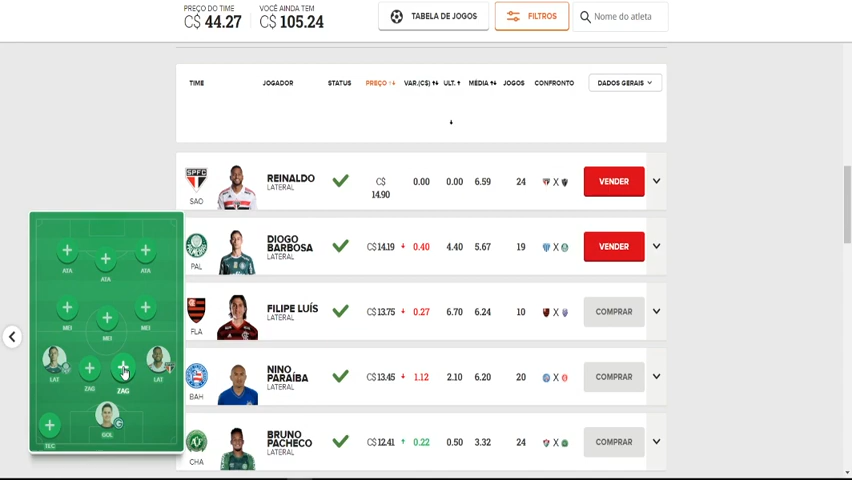 PREÇO DO TIME
C$ 44.27
VOCÊ AINDA TEM
C$ 105.24
TABELA DE JOGOS
FILTROS
Nome do atleta
TIME JOGADOR STATUS PREÇO VAR.(C$) ULT. MÉDIA JOGOS CONFRONTO DADOS GERAIS
SPFC
SAO
REINALDO
LATERAL
C$
14.90
0.00 0.00 6.59 24
VENDER
PAL
DIOGO
BARBOSA
LATERAL
C$ 14.19 0.40 4.40 5.67 19
X
VENDER
FLA
FILIPE LUÍS
LATERAL
C$ 13.75 0.27 6.70 6.24 10
X
COMPRAR
BAH
NINO
PARAÍBA
LATERAL
C$ 13.45 1.12 2.10 6.20 20
X
COMPRAR
CHA
BRUNO
PACHECO
LATERAL
C$ 12.41 0.22 0.50 3.32 24
X
COMPRAR
ATA ATA ATA
MEI MEI MEI
LAT ZAG ZAG LAT
GOL
TEC